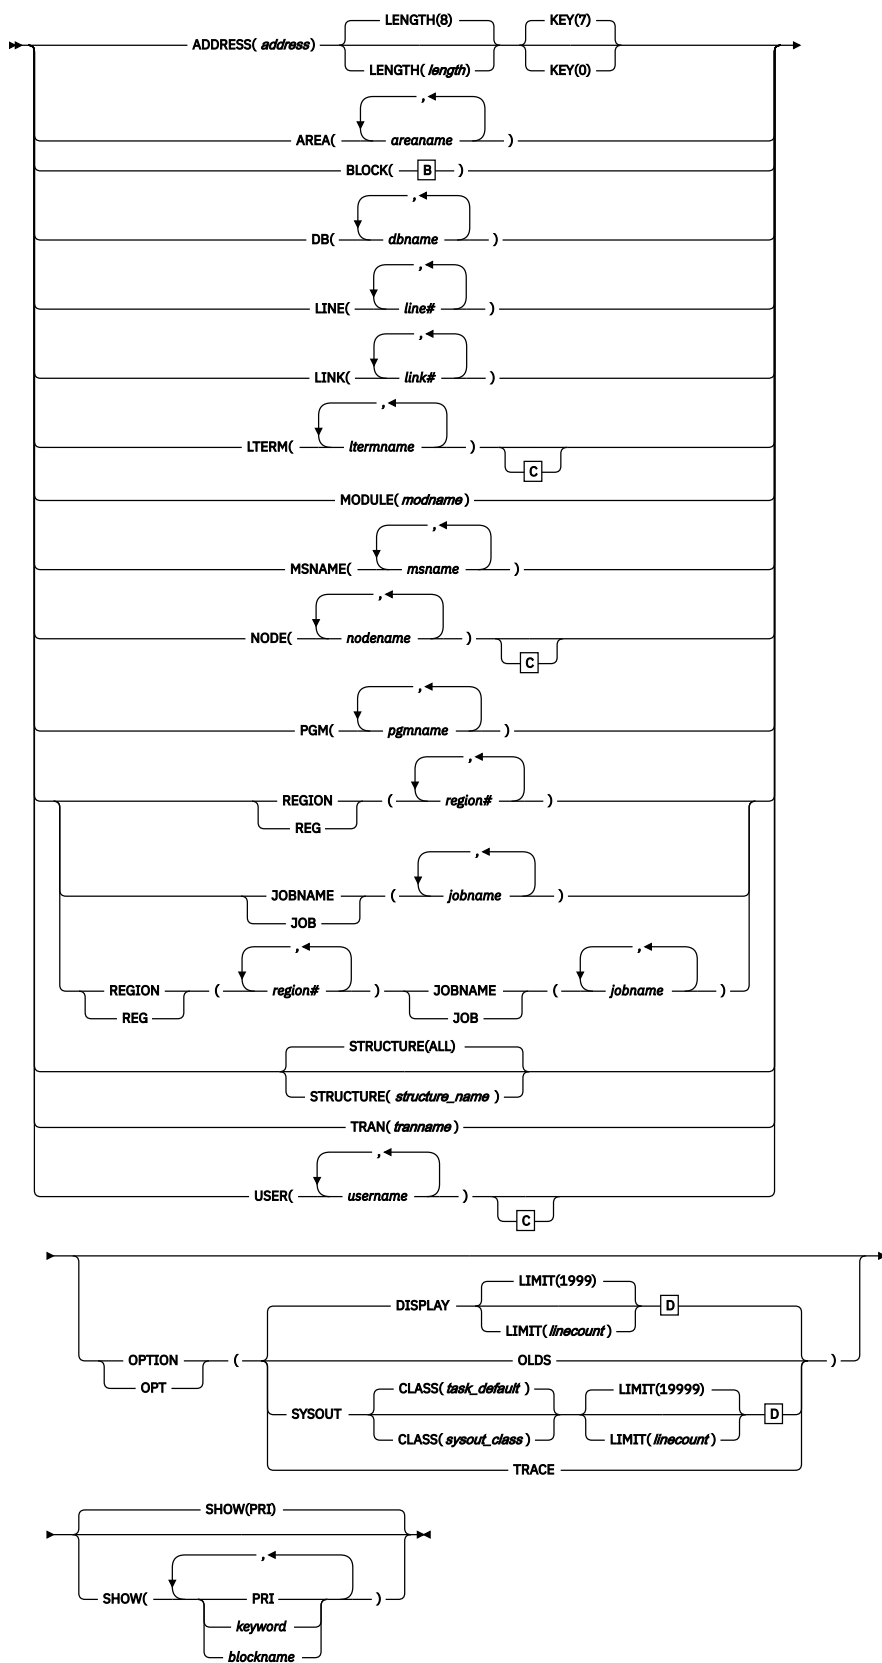 LENGTH(8) KEY(7)
ADDRESS( address)
LENGTH( length) KEY(0)
,
AREA( areaname )
BLOCK( B )
,
DB( dbname )
,
LINE( line# )
,
LINK( link# )
,
LTERM( ltermname )
C
MODULE( modname )
,
MSNAME( msname )
,
NODE( nodename )
C
,
PGM( pgmname )
,
REGION ( region# )
REG
,
JOBNAME ( jobname )
JOB
, ,
REGION ( region# ) JOBNAME ( jobname )
REG JOB
STRUCTURE(ALL)
STRUCTURE( structure_name )
TRAN( tranname )
,
USER( username )
C
LIMIT(1999)
DISPLAY D
LIMIT( linecount )
OPTION ( OLDS )
OPT
CLASS( task_default ) LIMIT(19999)
SYSOUT D
CLASS( sysout_class ) LIMIT( linecount )
TRACE
SHOW(PRI)
,
SHOW( PRI )
keyword
blockname